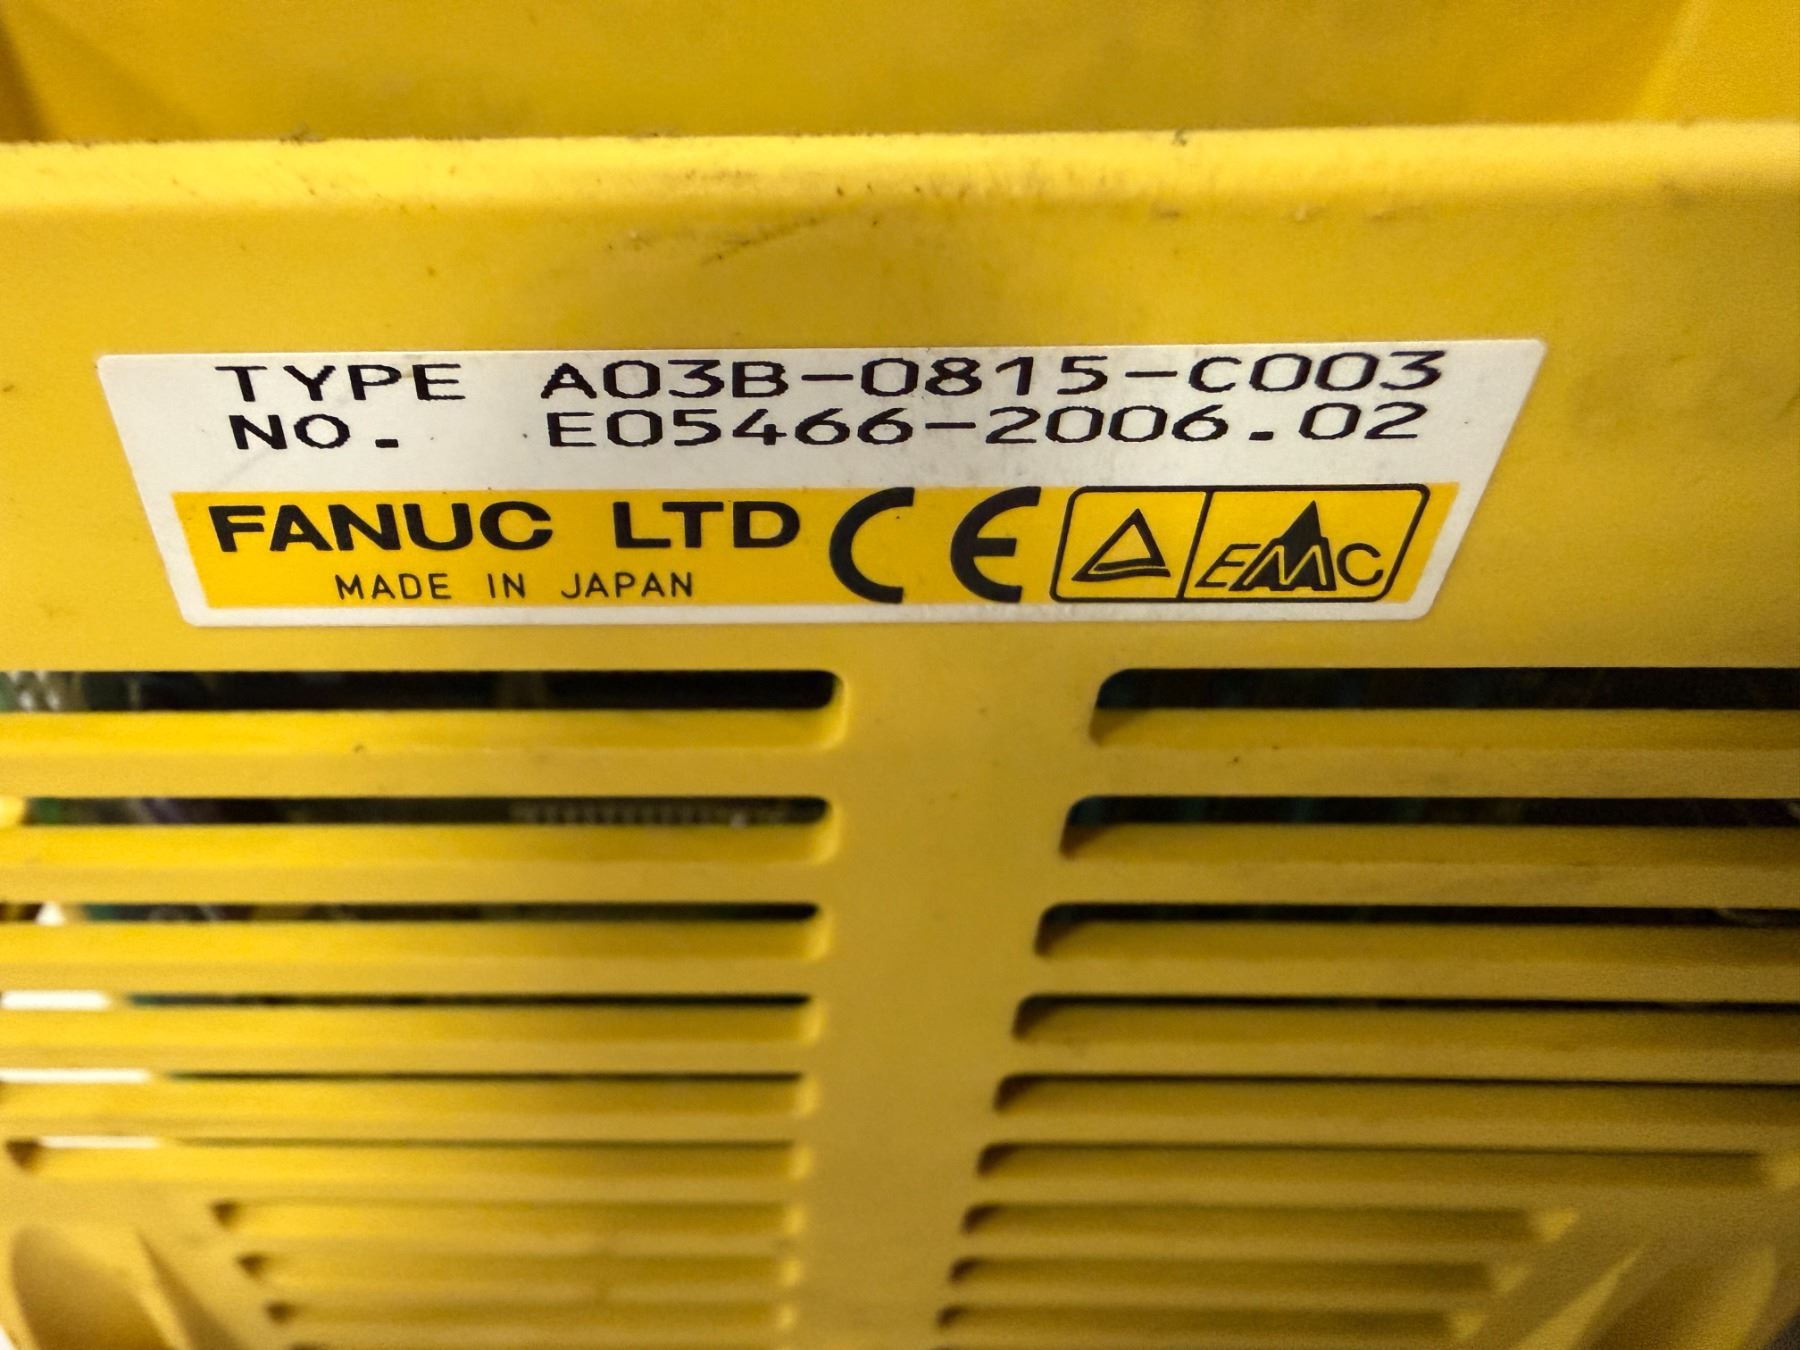 TYPE A03B-0815-C003
NO. E05466-2006.02
FANUC LTD CE EMC
MADE IN JAPAN